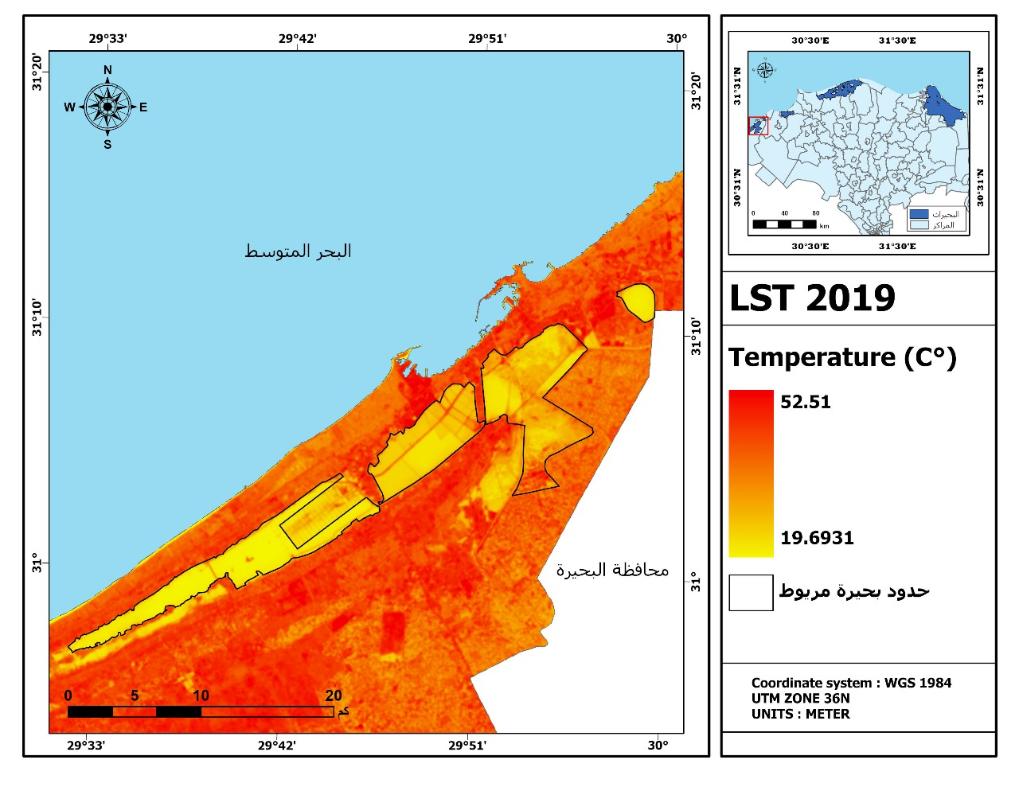 29°33' 29°42' 29°51' 30°
31°20' 31°20'
N
W E
S
البحر المتوسط
31°10' 31°10'
31° 31°
محافظة البحيرة
0 5 10 20
كم
29°33' 29°42' 29°51' 30°
30°30'E 31°30'E
31°31'N 31°31'N
30°31'N 30°31'N
البحيرات
المراكز
0 40 80
km
30°30'E 31°30'E
LST 2019
Temperature (C°)
52.51
19.6931
حدود بحيرة مريوط
Coordinate system : WGS 1984
UTM ZONE 36N
UNITS : METER